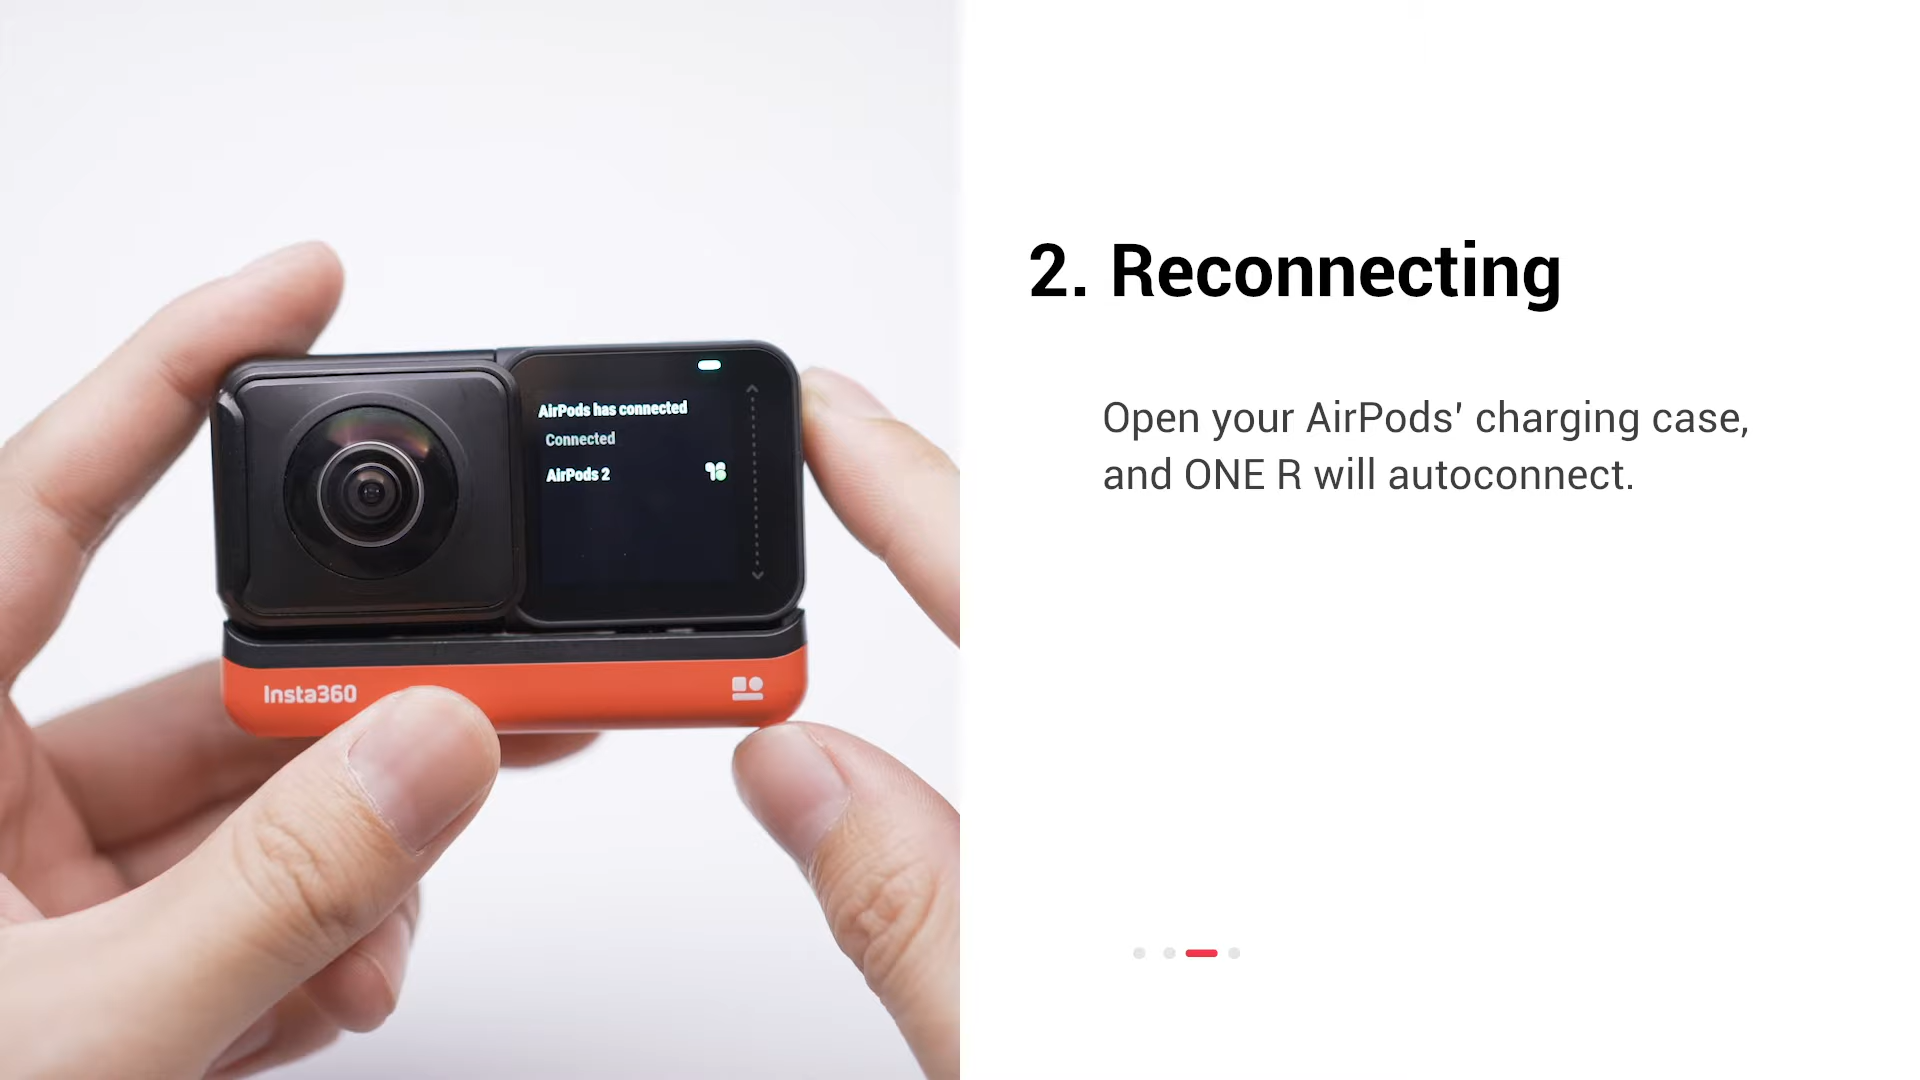 AirPods has connected
Connected
AirPods 2
Insta360
2. Reconnecting
Open your AirPods' charging case,
and ONE R will autoconnect.